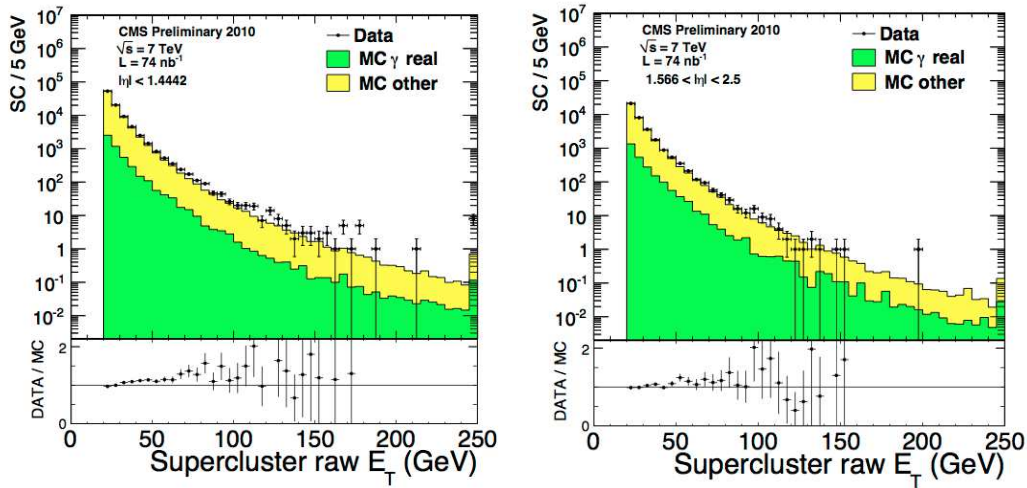 SC / 5 GeV
10⁷
10⁶
10⁵
10⁴
10³
10²
10
1
10⁻¹
10⁻²
CMS Preliminary 2010
√s = 7 TeV
L = 74 nb⁻¹
|η| < 1.4442
Data
MC γ real
MC other
DATA / MC
2
0
0 50 100 150 200 250
Supercluster raw E_T (GeV)
SC / 5 GeV
10⁷
10⁶
10⁵
10⁴
10³
10²
10
1
10⁻¹
10⁻²
CMS Preliminary 2010
√s = 7 TeV
L = 74 nb⁻¹
1.566 < |η| < 2.5
Data
MC γ real
MC other
DATA / MC
2
1
0
0 50 100 150 200 250
Supercluster raw E_T (GeV)